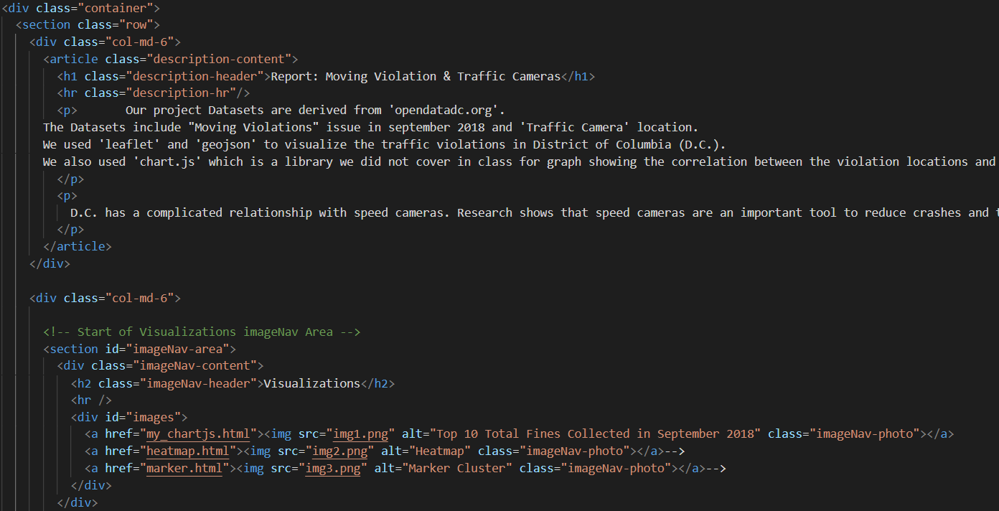 <div class="container">
<section class="row">
<div class="col-md-6">
<article class="description-content">
<h1 class="description-header">Report: Moving Violation & Traffic Cameras</h1>
<hr class="description-hr"/>
<p>       Our project Datasets are derived from 'opendatadc.org'.
The Datasets include "Moving Violations" issue in september 2018 and 'Traffic Camera' location.
We used 'leaflet' and 'geojson' to visualize the traffic violations in District of Columbia (D.C.).
We also used 'chart.js' which is a library we did not cover in class for graph showing the correlation between the violation locations and
</p>
<p>
D.C. has a complicated relationship with speed cameras. Research shows that speed cameras are an important tool to reduce crashes and
</p>
</article>
</div>
<div class="col-md-6">
<!-- Start of Visualizations imageNav Area -->
<section id="imageNav-area">
<div class="imageNav-content">
<h2 class="imageNav-header">Visualizations</h2>
<hr />
<div id="images">
<a href="my_chartjs.html"><img src="img1.png" alt="Top 10 Total Fines Collected in September 2018" class="imageNav-photo"></a>
<a href="heatmap.html"><img src="img2.png" alt="Heatmap" class="imageNav-photo"></a>-->
<a href="marker.html"><img src="img3.png" alt="Marker Cluster" class="imageNav-photo"></a>-->
</div>
</div>